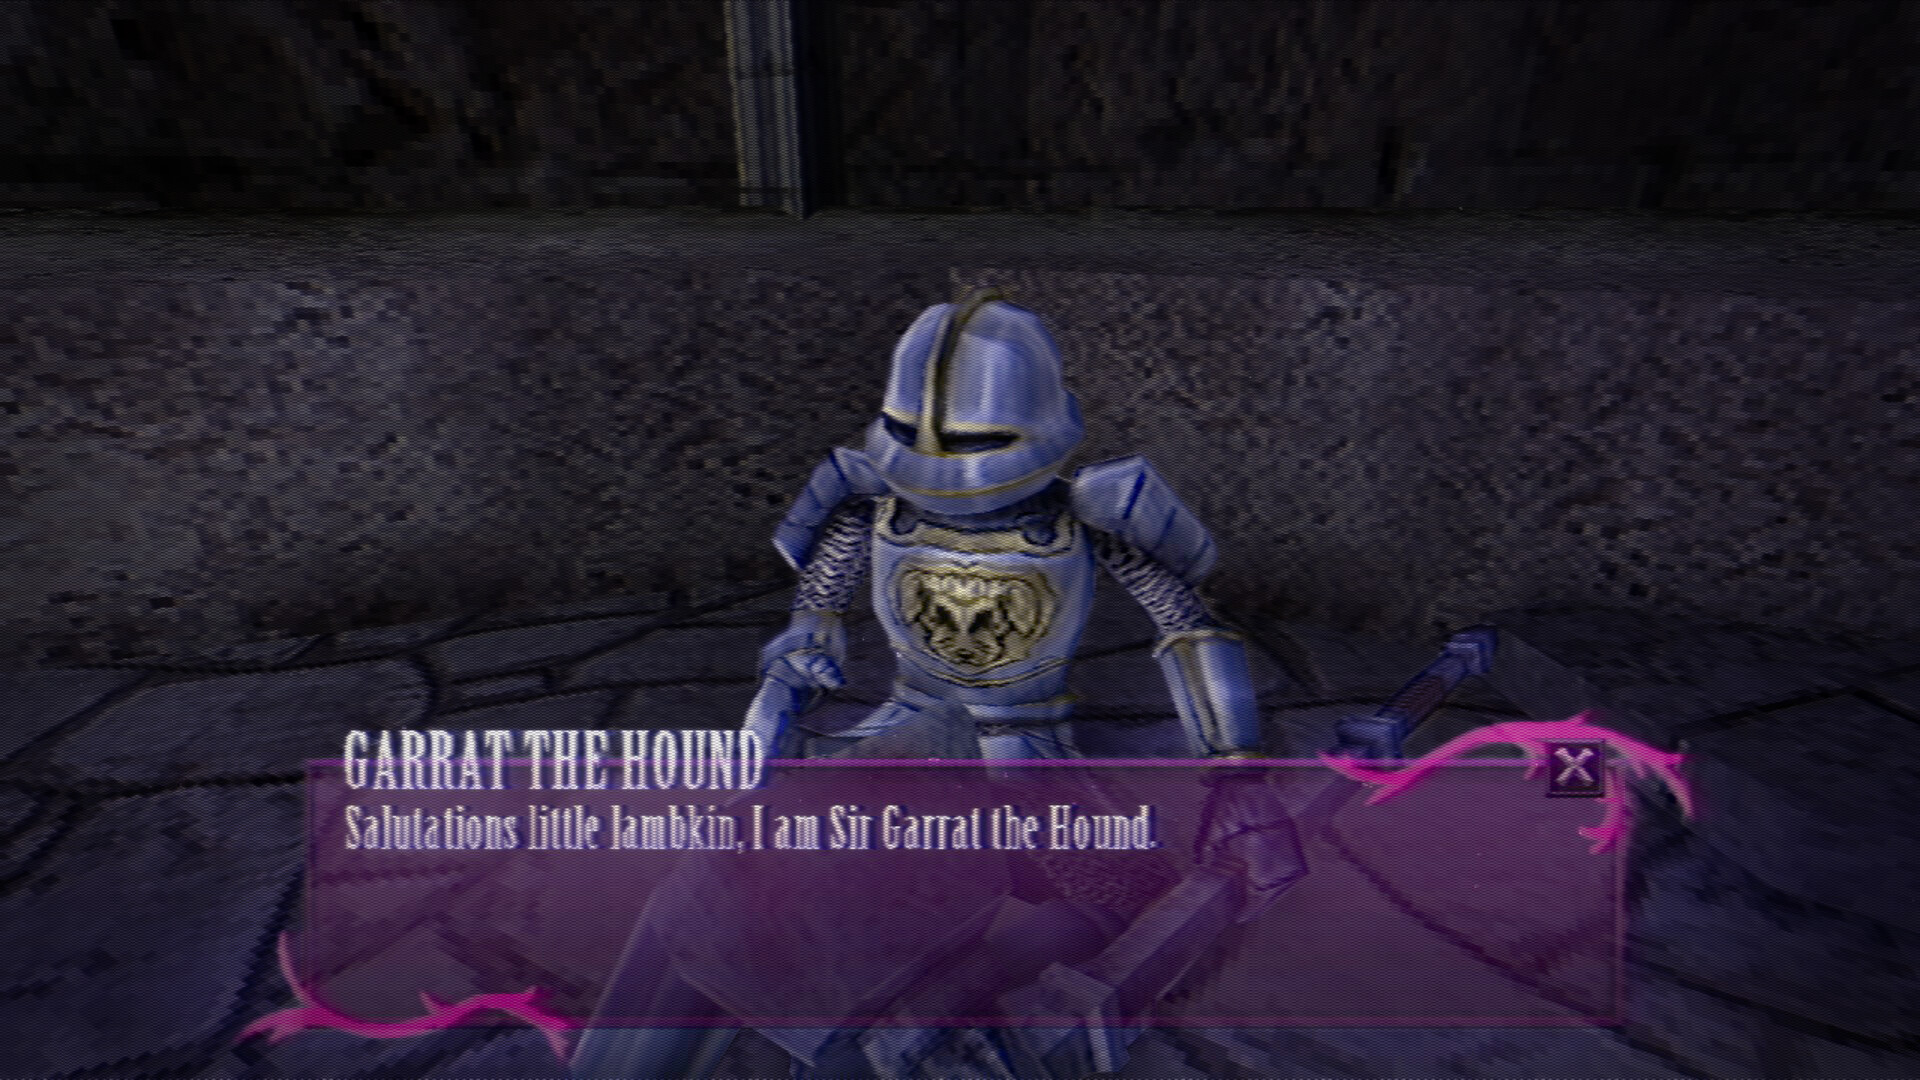 GARRAT THE HOUND
Salutations little lambkin, I am Sir Garrat the Hound.
X